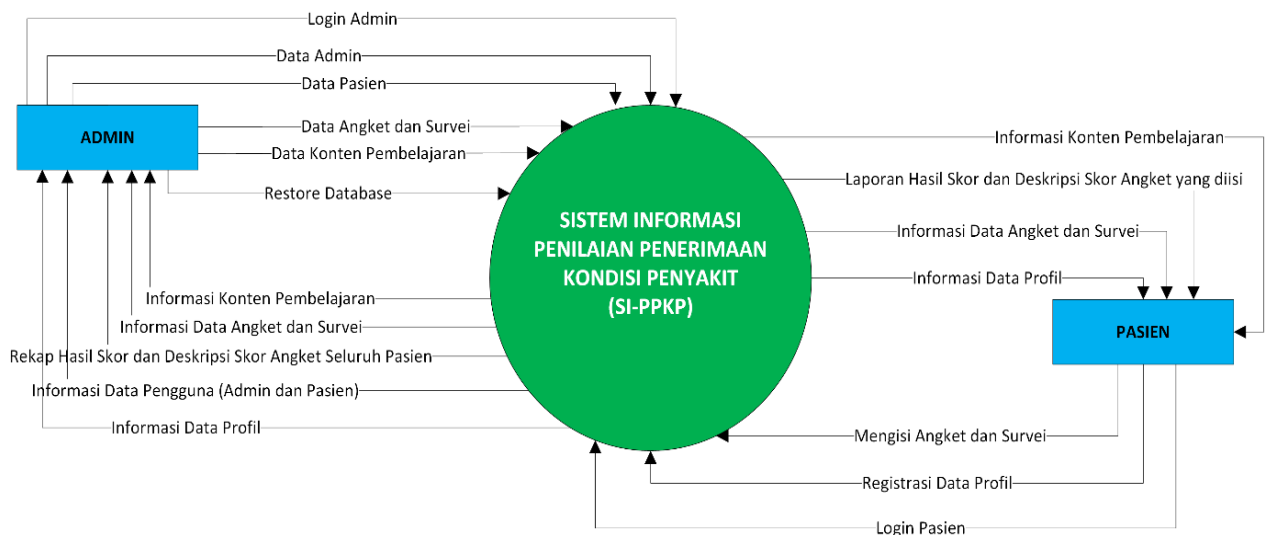 Login Admin
Data Admin
Data Pasien
ADMIN
Data Angket dan Survei
Data Konten Pembelajaran
Restore Database
SISTEM INFORMASI
PENILAIAN PENERIMAAN
KONDISI PENYAKIT
(SI-PPKP)
Informasi Konten Pembelajaran
Informasi Data Angket dan Survei
Rekap Hasil Skor dan Deskripsi Skor Angket Seluruh Pasien
Informasi Data Pengguna (Admin dan Pasien)
Informasi Data Profil
Informasi Konten Pembelajaran
Laporan Hasil Skor dan Deskripsi Skor Angket yang diisi
Informasi Data Angket dan Survei
Informasi Data Profil
PASIEN
Mengisi Angket dan Survei
Registrasi Data Profil
Login Pasien